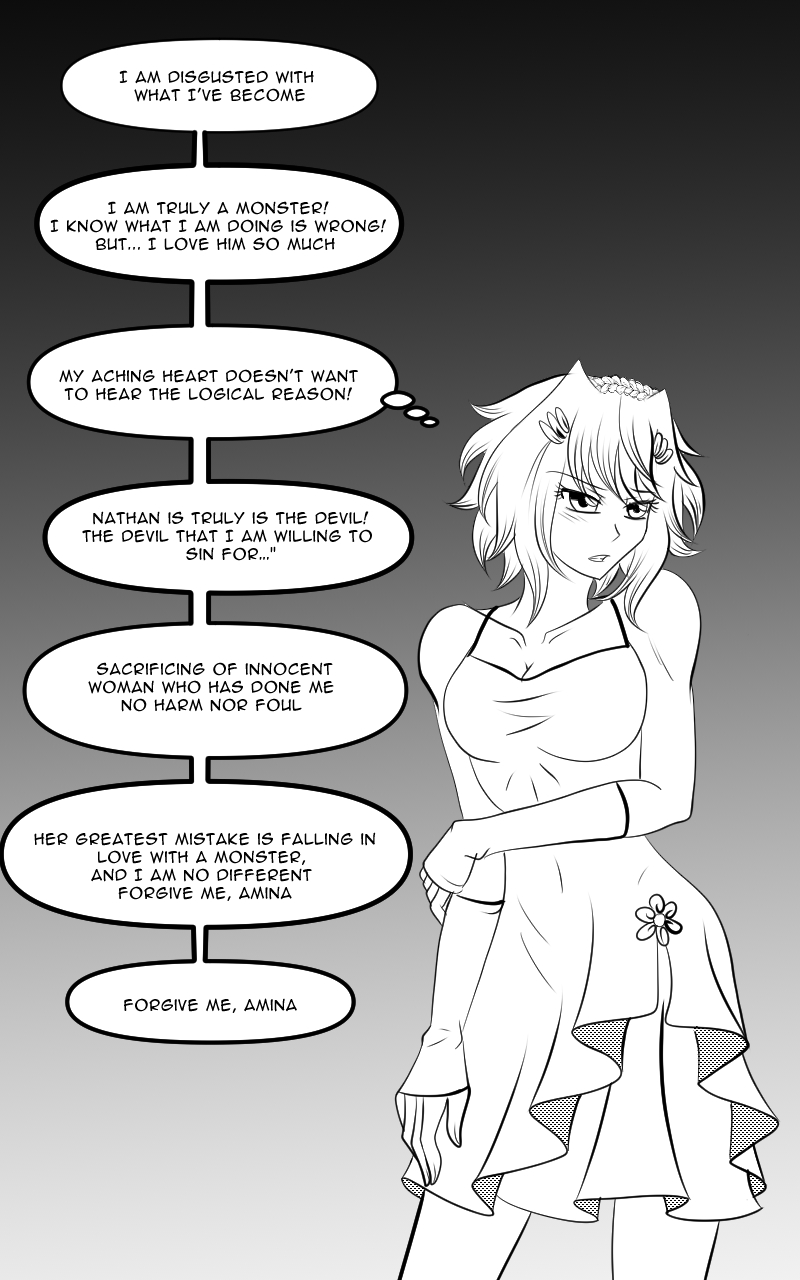 I AM DISGUSTED WITH
WHAT I'VE BECOME
I AM TRULY A MONSTER!
I KNOW WHAT I AM DOING IS WRONG!
BUT... I LOVE HIM SO MUCH
MY ACHING HEART DOESN'T WANT
TO HEAR THE LOGICAL REASON!
NATHAN IS TRULY IS THE DEVIL!
THE DEVIL THAT I AM WILLING TO
SIN FOR..."
SACRIFICING OF INNOCENT
WOMAN WHO HAS DONE ME
NO HARM NOR FOUL
HER GREATEST MISTAKE IS FALLING IN
LOVE WITH A MONSTER,
AND I AM NO DIFFERENT
FORGIVE ME, AMINA
FORGIVE ME, AMINA